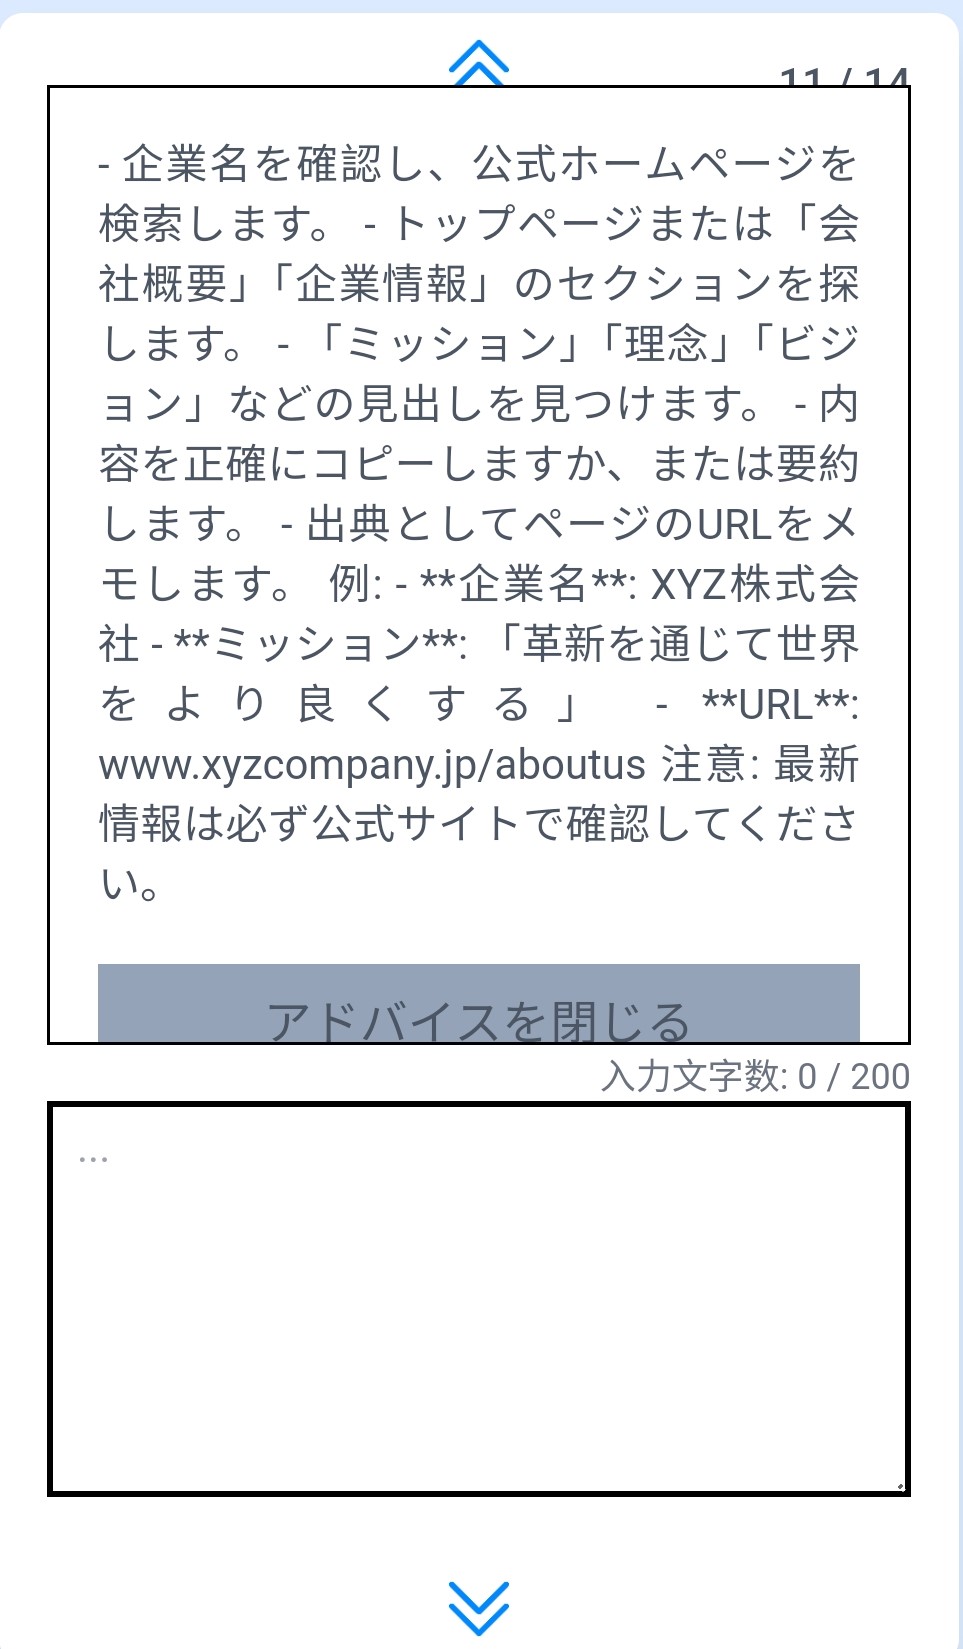 11 / 14
- 企業名を確認し、公式ホームページを
検索します。 - トップページまたは「会
社概要」「企業情報」のセクションを探
します。 - 「ミッション」「理念」「ビジ
ョン」などの見出しを見つけます。 - 内
容を正確にコピーしますか、または要約
します。 - 出典としてページのURLをメ
モします。 例: - **企業名**: XYZ株式会
社 - **ミッション**: 「革新を通じて世界
をより良くする」 - **URL**:
www.xyzcompany.jp/aboutus 注意: 最新
情報は必ず公式サイトで確認してくださ
い。
アドバイスを閉じる
入力文字数: 0 / 200
...